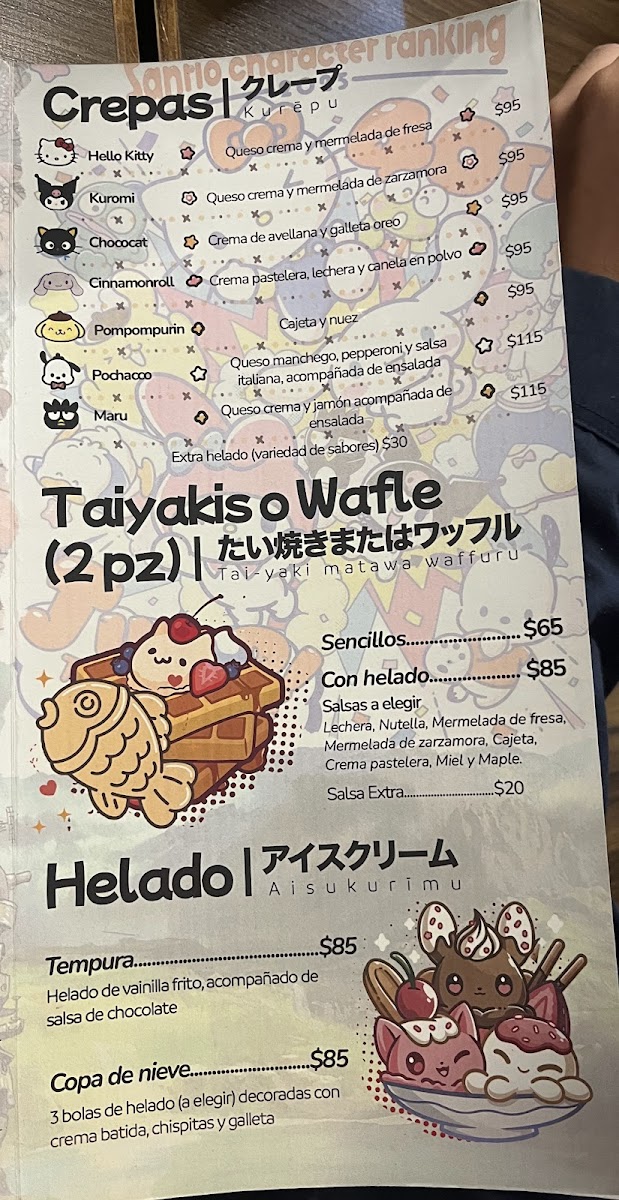 Sanrio character ranking
Crepas | クレープ
Kurēpu
Hello Kitty Queso crema y mermelada de fresa $95
Kuromi Queso crema y mermelada de zarzamora $95
Chococat Crema de avellana y galleta oreo $95
Cinnamonroll Crema pastelera, lechera y canela en polvo $95
Pompompurin Cajeta y nuez $95
Pochacco Queso manchego, pepperoni y salsa
italiana, acompañada de ensalada $115
Maru Queso crema y jamón acompañada de
ensalada $115
Extra helado (variedad de sabores) $30
Taiyakis o Wafle
(2 pz) | たい焼きまたはワッフル
Tai-yaki matawa waffuru
Sencillos........................$65
Con helado.................... $85
Salsas a elegir
Lechera, Nutella, Mermelada de fresa,
Mermelada de zarzamora, Cajeta,
Crema pastelera, Miel y Maple.
Salsa Extra..............................$20
Helado | アイスクリーム
Aisukurīmu
Tempura........................................$85
Helado de vainilla frito, acompañado de
salsa de chocolate
Copa de nieve..........................$85
3 bolas de helado (a elegir) decoradas con
crema batida, chispitas y galleta